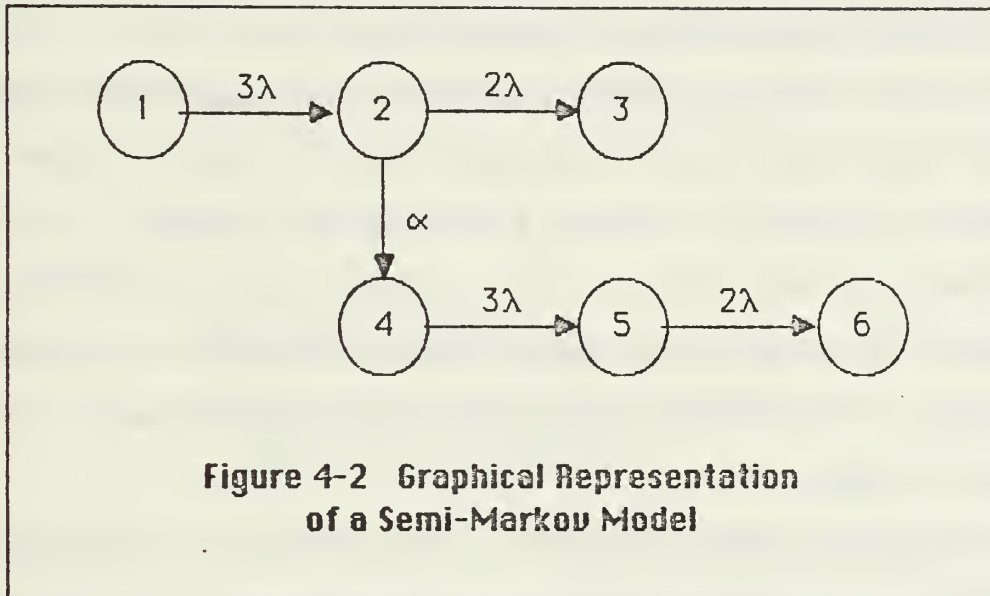 1 3λ 2 2λ 3
α
4 3λ 5 2λ 6
Figure 4-2 Graphical Representation
of a Semi-Markov Model